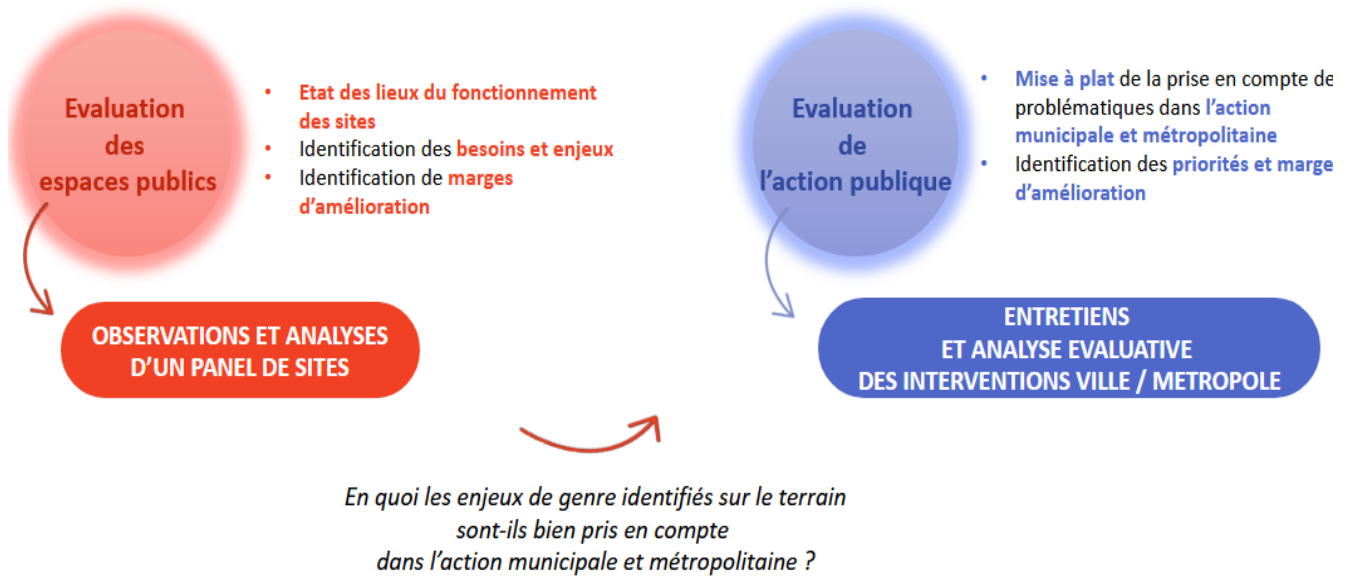 Evaluation
des
espaces publics
• Etat des lieux du fonctionnement
des sites
• Identification des besoins et enjeux
• Identification de marges
d'amélioration
OBSERVATIONS ET ANALYSES
D'UN PANEL DE SITES
Evaluation
de
l'action publique
• Mise à plat de la prise en compte de
problématiques dans l'action
municipale et métropolitaine
• Identification des priorités et marge
d'amélioration
ENTRETIENS
ET ANALYSE EVALUATIVE
DES INTERVENTIONS VILLE / METROPOLE
En quoi les enjeux de genre identifiés sur le terrain
sont-ils bien pris en compte
dans l'action municipale et métropolitaine ?